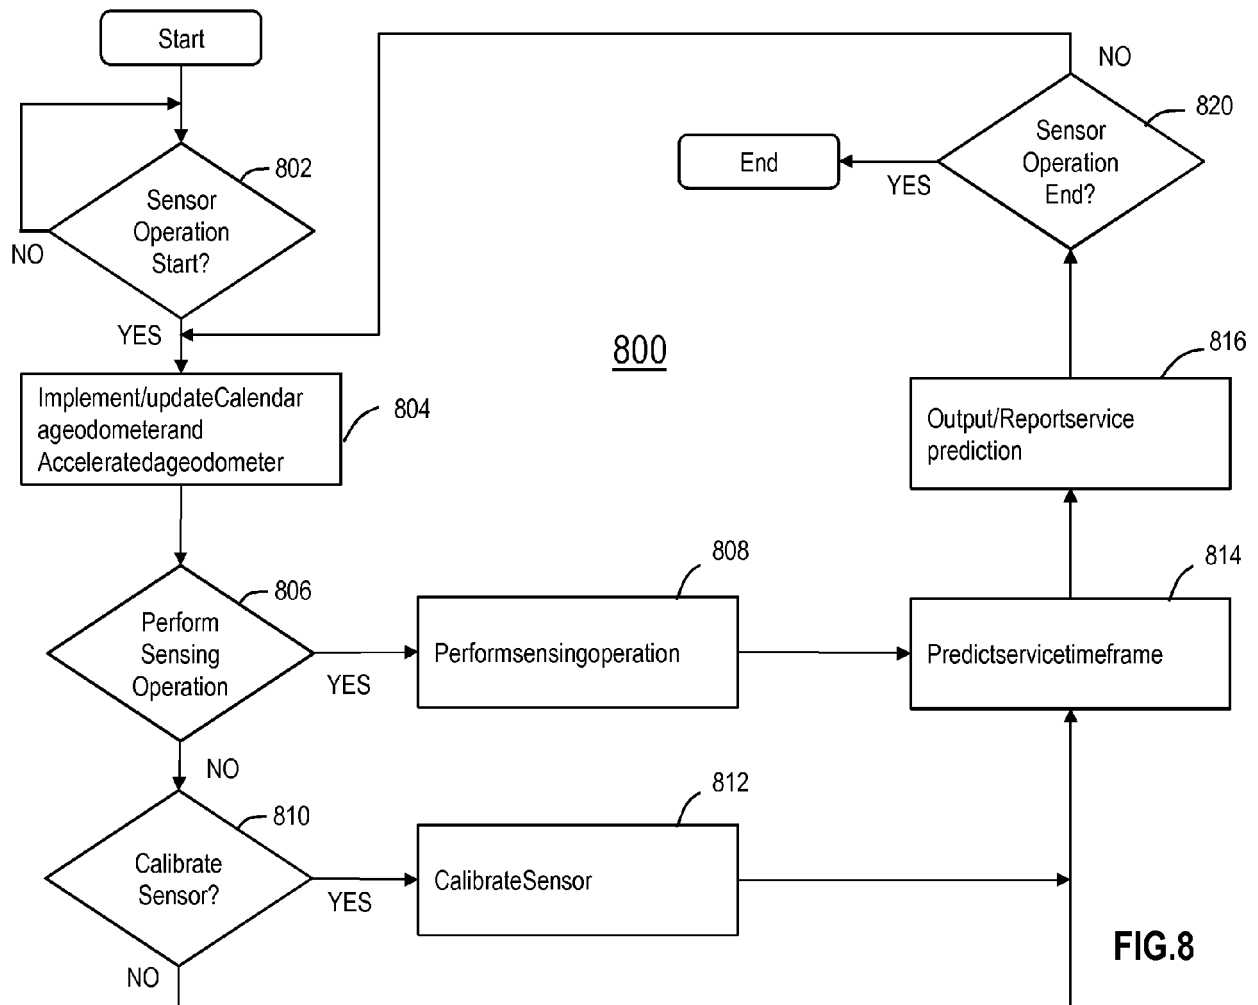 Start
NO
820
Sensor
Operation
End?
End
YES
802
Sensor
Operation
Start?
NO
YES
800
816
Implement/updateCalendar
ageodometerand
Acceleratedageodometer
804
Output/Reportservice
prediction
806
Perform
Sensing
Operation
YES
808
Performsensingoperation
814
Predictservicetimeframe
NO
810
Calibrate
Sensor?
YES
812
CalibrateSensor
NO
FIG.8